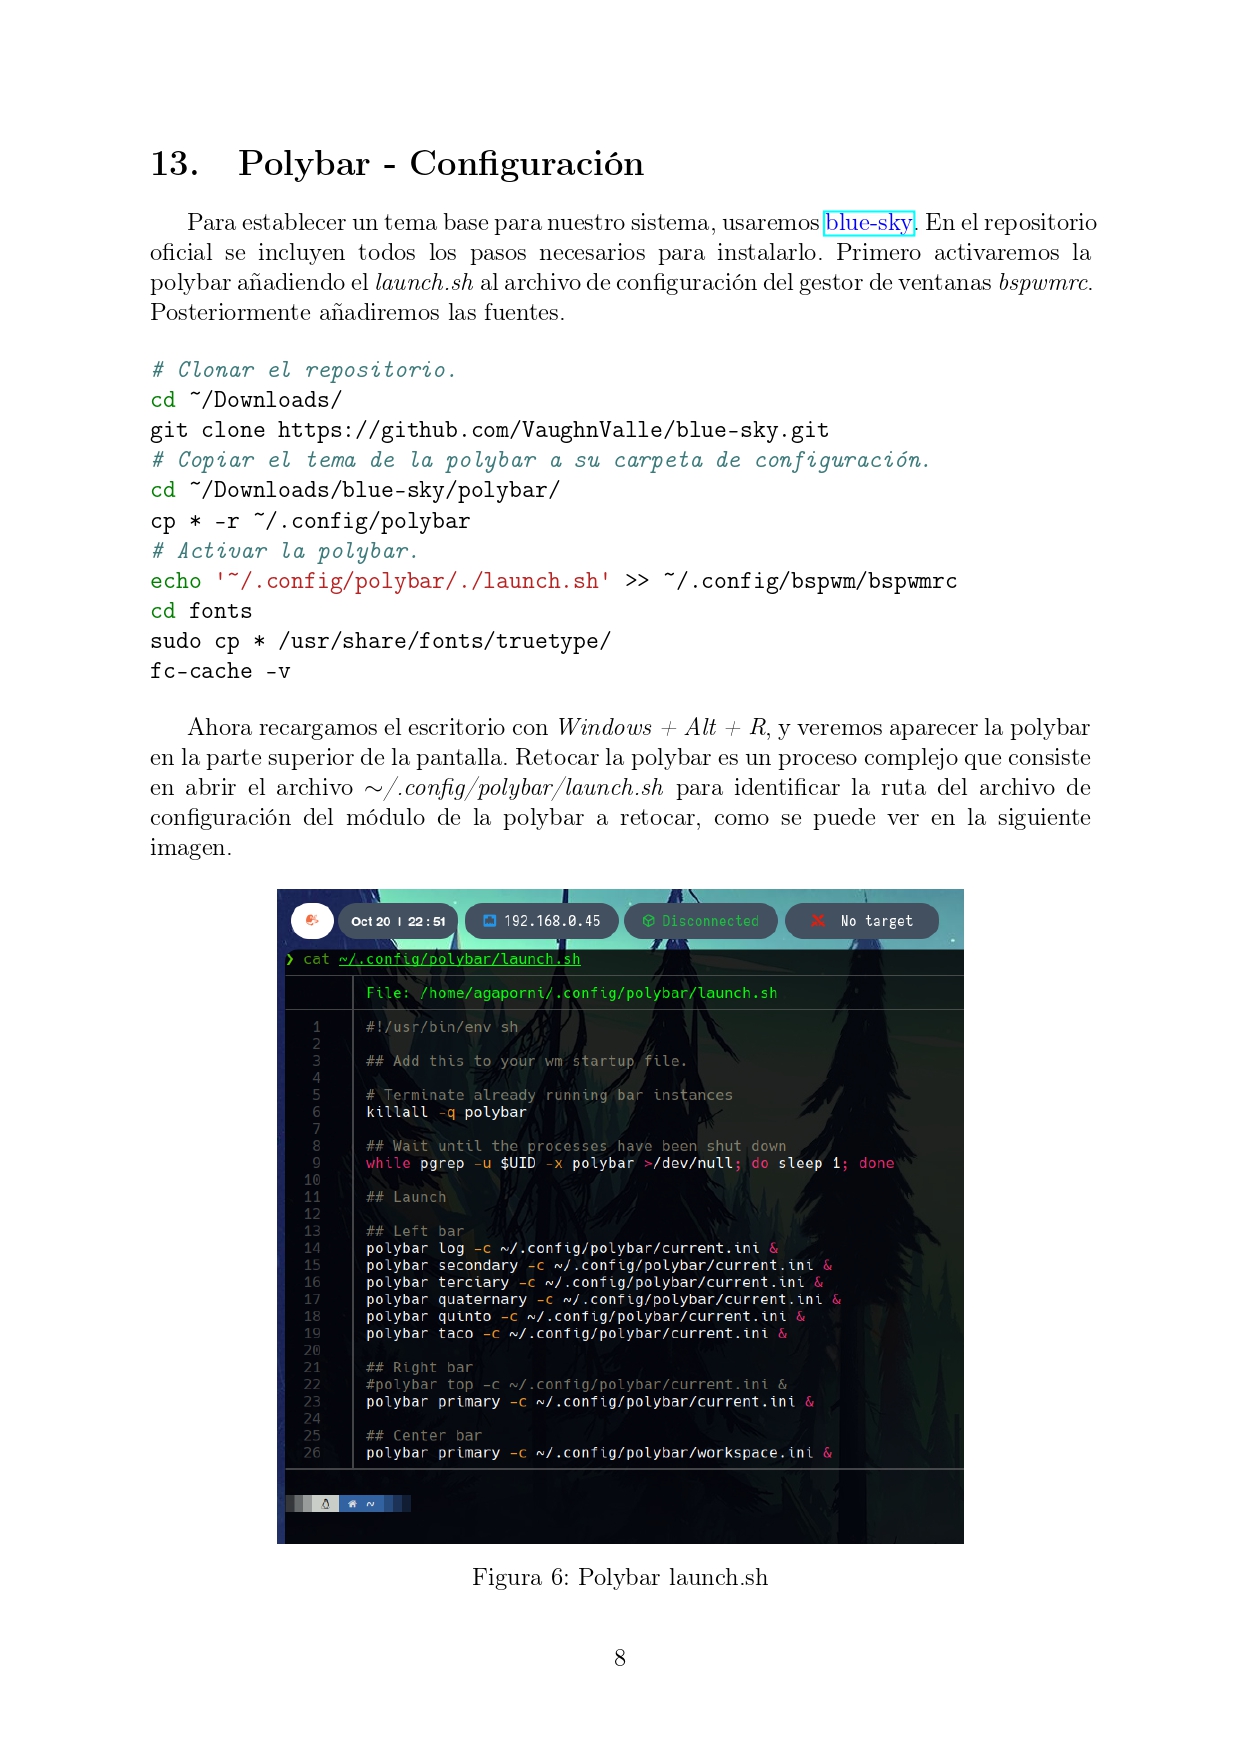 13. Polybar - Configuración
Para establecer un tema base para nuestro sistema, usaremos blue-sky. En el repositorio
oficial se incluyen todos los pasos necesarios para instalarlo. Primero activaremos la
polybar añadiendo el launch.sh al archivo de configuración del gestor de ventanas bspwmrc.
Posteriormente añadiremos las fuentes.
# Clonar el repositorio.
cd ~/Downloads/
git clone https://github.com/VaughnValle/blue-sky.git
# Copiar el tema de la polybar a su carpeta de configuración.
cd ~/Downloads/blue-sky/polybar/
cp * -r ~/.config/polybar
# Activar la polybar.
echo '~/.config/polybar/./launch.sh' >> ~/.config/bspwm/bspwmrc
cd fonts
sudo cp * /usr/share/fonts/truetype/
fc-cache -v
Ahora recargamos el escritorio con Windows + Alt + R, y veremos aparecer la polybar
en la parte superior de la pantalla. Retocar la polybar es un proceso complejo que consiste
en abrir el archivo ~/.config/polybar/launch.sh para identificar la ruta del archivo de
configuración del módulo de la polybar a retocar, como se puede ver en la siguiente
imagen.
Oct 20 | 22:51 192.168.0.45 Disconnected No target
❯ cat ~/.config/polybar/launch.sh
File: /home/agaporni/.config/polybar/launch.sh
1 #!/usr/bin/env sh
2
3 ## Add this to your wm startup file.
4
5 # Terminate already running bar instances
6 killall -q polybar
7
8 ## Wait until the processes have been shut down
9 while pgrep -u $UID -x polybar >/dev/null; do sleep 1; done
10
11 ## Launch
12
13 ## Left bar
14 polybar log -c ~/.config/polybar/current.ini &
15 polybar secondary -c ~/.config/polybar/current.ini &
16 polybar terciary -c ~/.config/polybar/current.ini &
17 polybar quaternary -c ~/.config/polybar/current.ini &
18 polybar quinto -c ~/.config/polybar/current.ini &
19 polybar taco -c ~/.config/polybar/current.ini &
20
21 ## Right bar
22 #polybar top -c ~/.config/polybar/current.ini &
23 polybar primary -c ~/.config/polybar/current.ini &
24
25 ## Center bar
26 polybar primary -c ~/.config/polybar/workspace.ini &
~
Figura 6: Polybar launch.sh
8